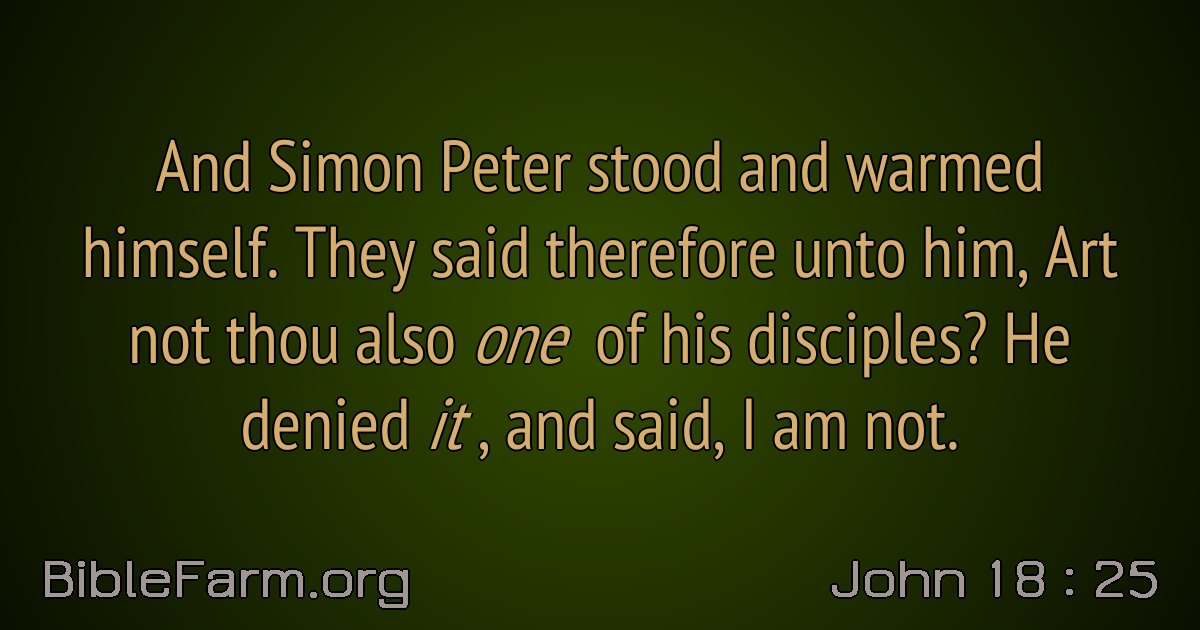 And Simon Peter stood and warmed
himself. They said therefore unto him, Art
not thou also one of his disciples? He
denied it , and said, I am not.
BibleFarm.org
John 18 : 25